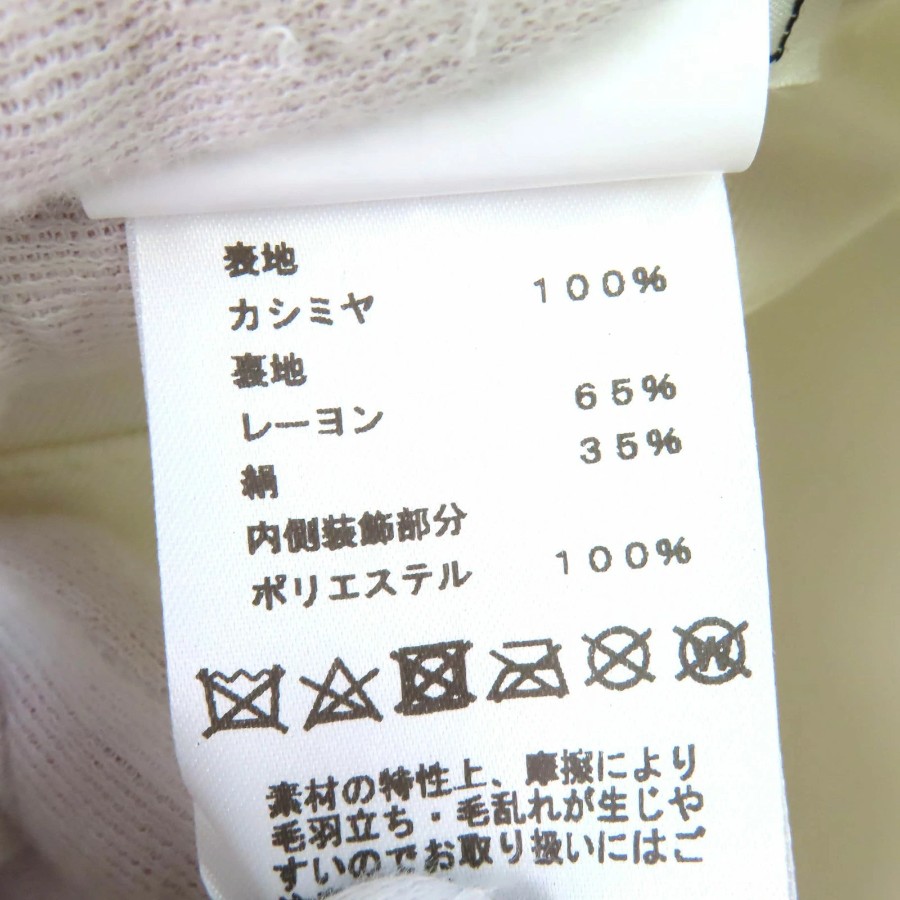 表地
カシミヤ　１００%
裏地
レーヨン　６５%
絹　３５%
内側装飾部分
ポリエステル　１００%
W
素材の特性上、摩擦により
毛羽立ち・毛乱れが生じや
すいのでお取り扱いにはご